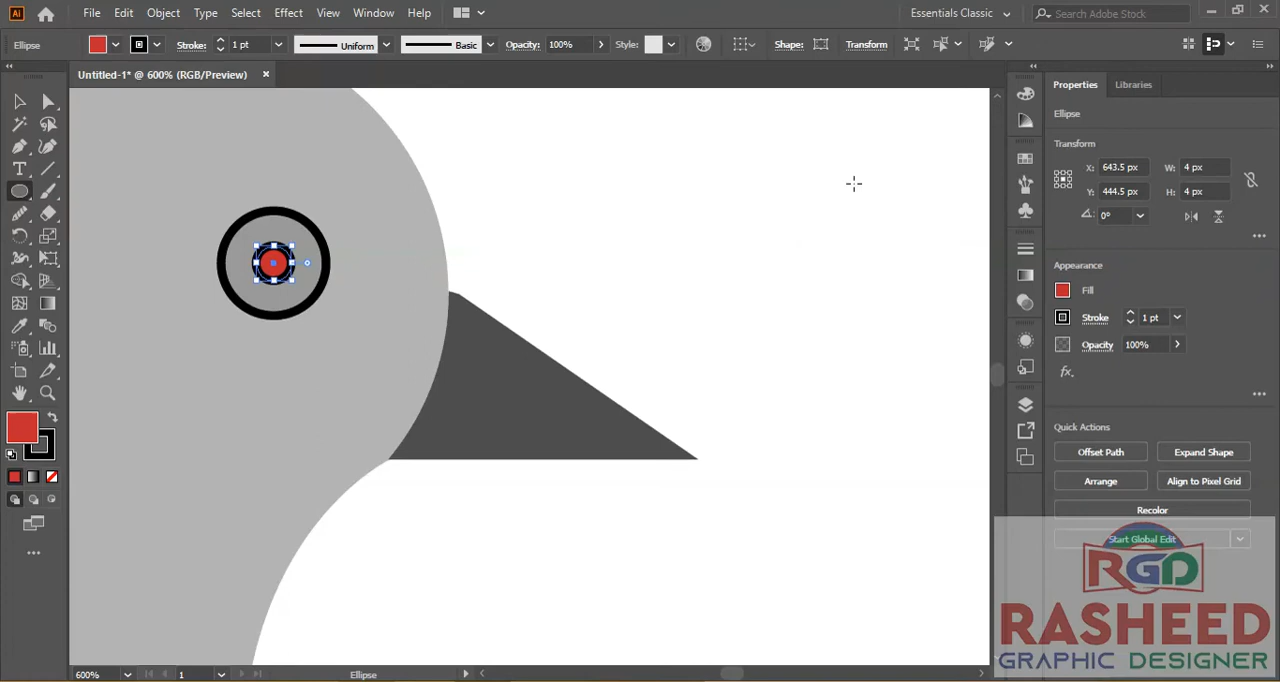 Ai File Edit Object Type Select Effect View Window Help Essentials Classic Search Adobe Stock
Ellipse Stroke: 1 pt Uniform Basic Opacity: 100% Style: Shape: Transform
Untitled-1* @ 600% (RGB/Preview) ×
Properties Libraries
Ellipse
Transform
X: 643.5 px W: 4 px
Y: 444.5 px H: 4 px
0°
Appearance
Fill
Stroke 1 pt
Opacity 100%
fx.
Quick Actions
Offset Path Expand Shape
Arrange Align to Pixel Grid
Recolor
Start Global Edit
RGD
RASHEED
GRAPHIC DESIGNER
600% 1 Ellipse